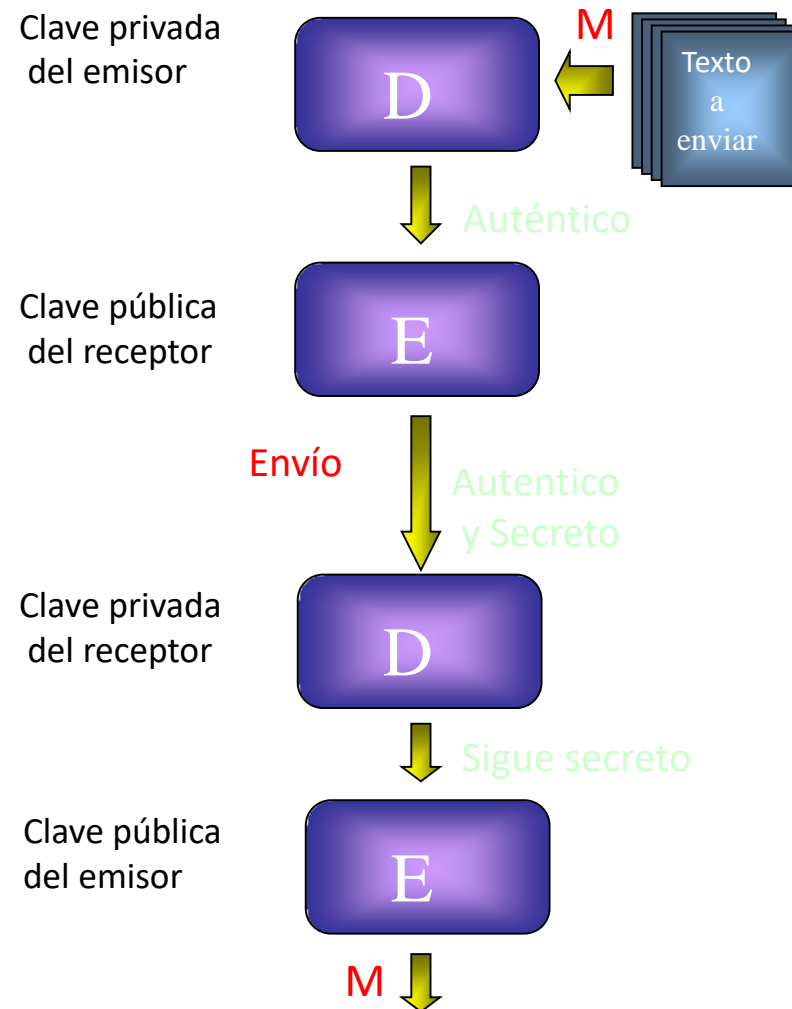 Clave privada
del emisor
D
M
Texto
a
enviar
Auténtico
Clave pública
del receptor
E
Envío
Autentico
y Secreto
Clave privada
del receptor
D
Sigue secreto
Clave pública
del emisor
E
M